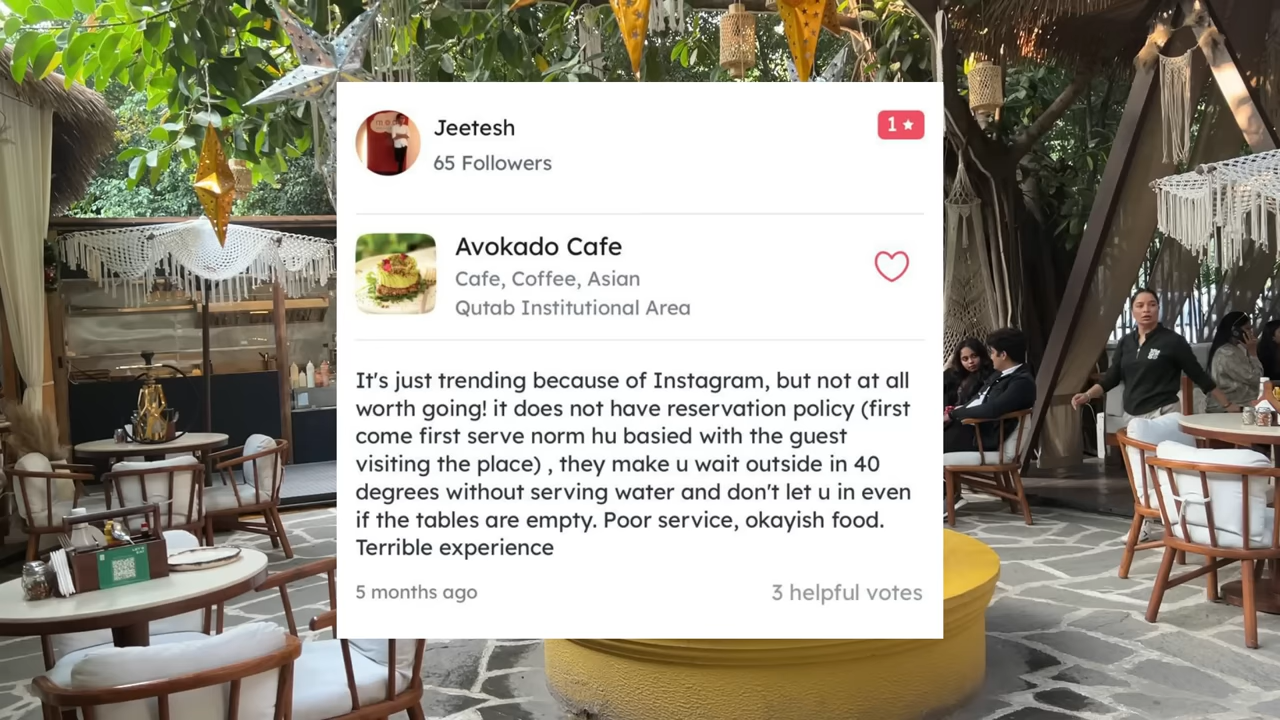 Jeetesh
1 ★
65 Followers
Avokado Cafe
Cafe, Coffee, Asian
Qutab Institutional Area
It's just trending because of Instagram, but not at all
worth going! it does not have reservation policy (first
come first serve norm hu basied with the guest
visiting the place) , they make u wait outside in 40
degrees without serving water and don't let u in even
if the tables are empty. Poor service, okayish food.
Terrible experience
5 months ago
3 helpful votes